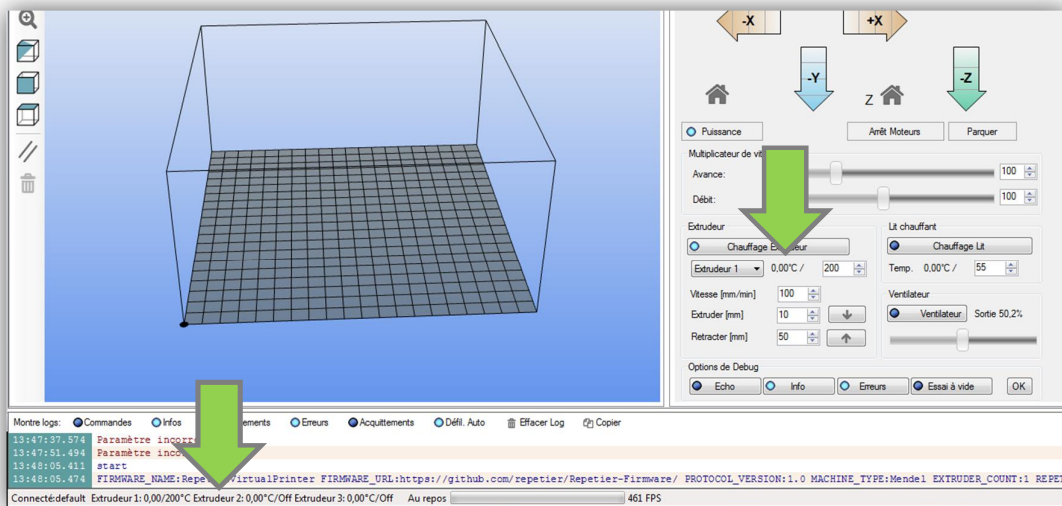 -X +X
-Y -Z
Z
Puissance Arrêt Moteurs Parquer
Multiplicateur de
Avance: 100
Débit: 100
Extrudeur Lit chauffant
Chauffage Chauffage Lit
Extrudeur 1 0,00°C / 200 Temp. 0,00°C / 55
Vitesse [mm/min] 100 Ventilateur
Extruder [mm] 10 Ventilateur Sortie 50,2%
Retracter [mm] 50
Options de Debug
Echo Info Erreurs Essai à vide OK
Montre logs: Commandes Infos Erreurs Acquittements Défil. Auto Effacer Log Copier
13:47:37.574 Paramètre
13:47:51.494 Paramètre
13:48:05.411 start
13:48:05.474 FIRMWARE_NAME: FIRMWARE_URL:https://github.com/repetier/Repetier-Firmware/ PROTOCOL_VERSION:1.0 MACHINE_TYPE:Mendel EXTRUDER_COUNT:1 REPET
Connecté:default Extrudeur 1: 0,00/200°C Extrudeur 2: 0,00°C/Off Extrudeur 3: 0,00°C/Off Au repos 461 FPS